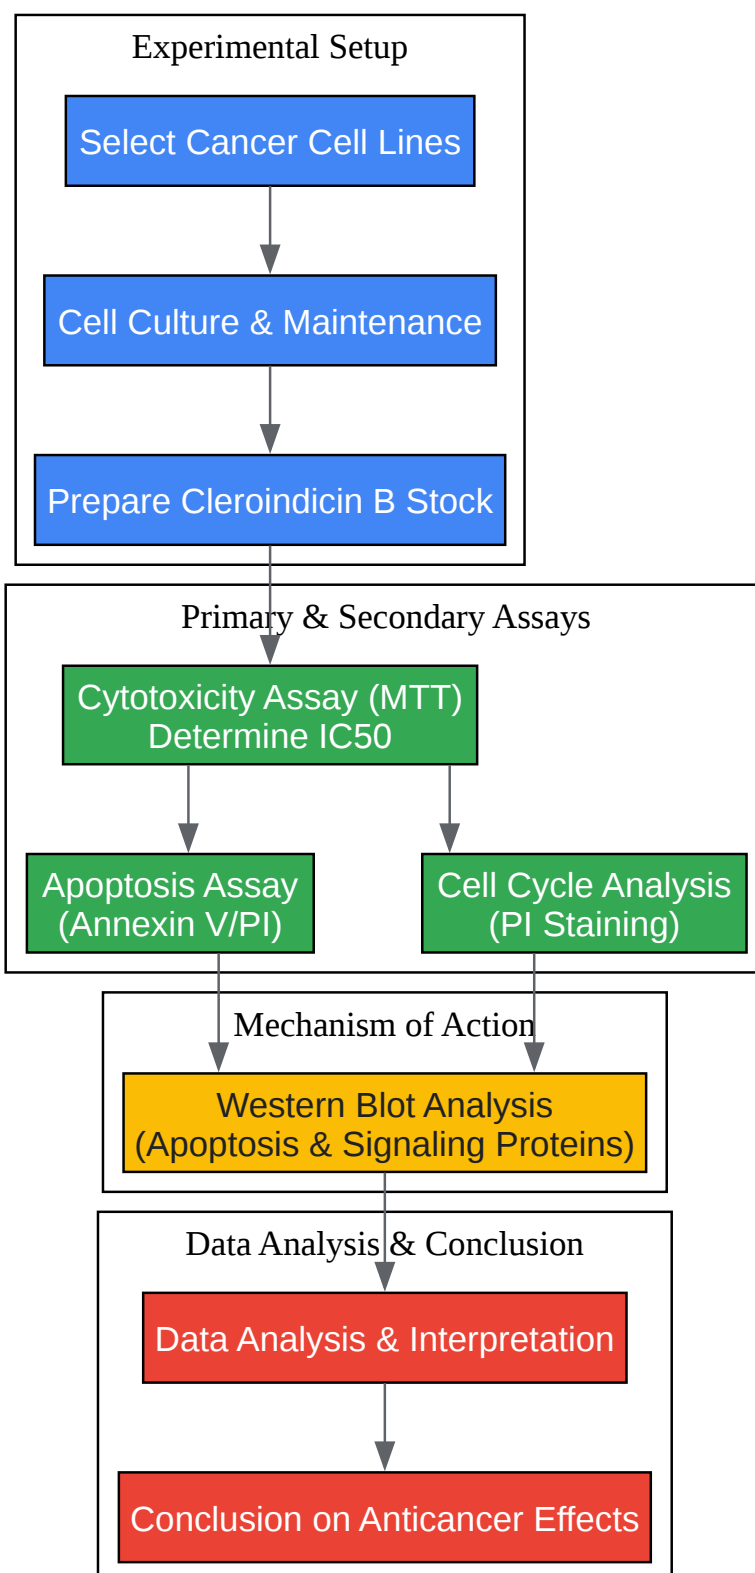 Experimental Setup
Select Cancer Cell Lines
Cell Culture & Maintenance
Prepare Cleroindicin B Stock
Primary & Secondary Assays
Cytotoxicity Assay (MTT)
Determine IC50
Apoptosis Assay
(Annexin V/PI)
Cell Cycle Analysis
(PI Staining)
Mechanism of Action
Western Blot Analysis
(Apoptosis & Signaling Proteins)
Data Analysis & Conclusion
Data Analysis & Interpretation
Conclusion on Anticancer Effects